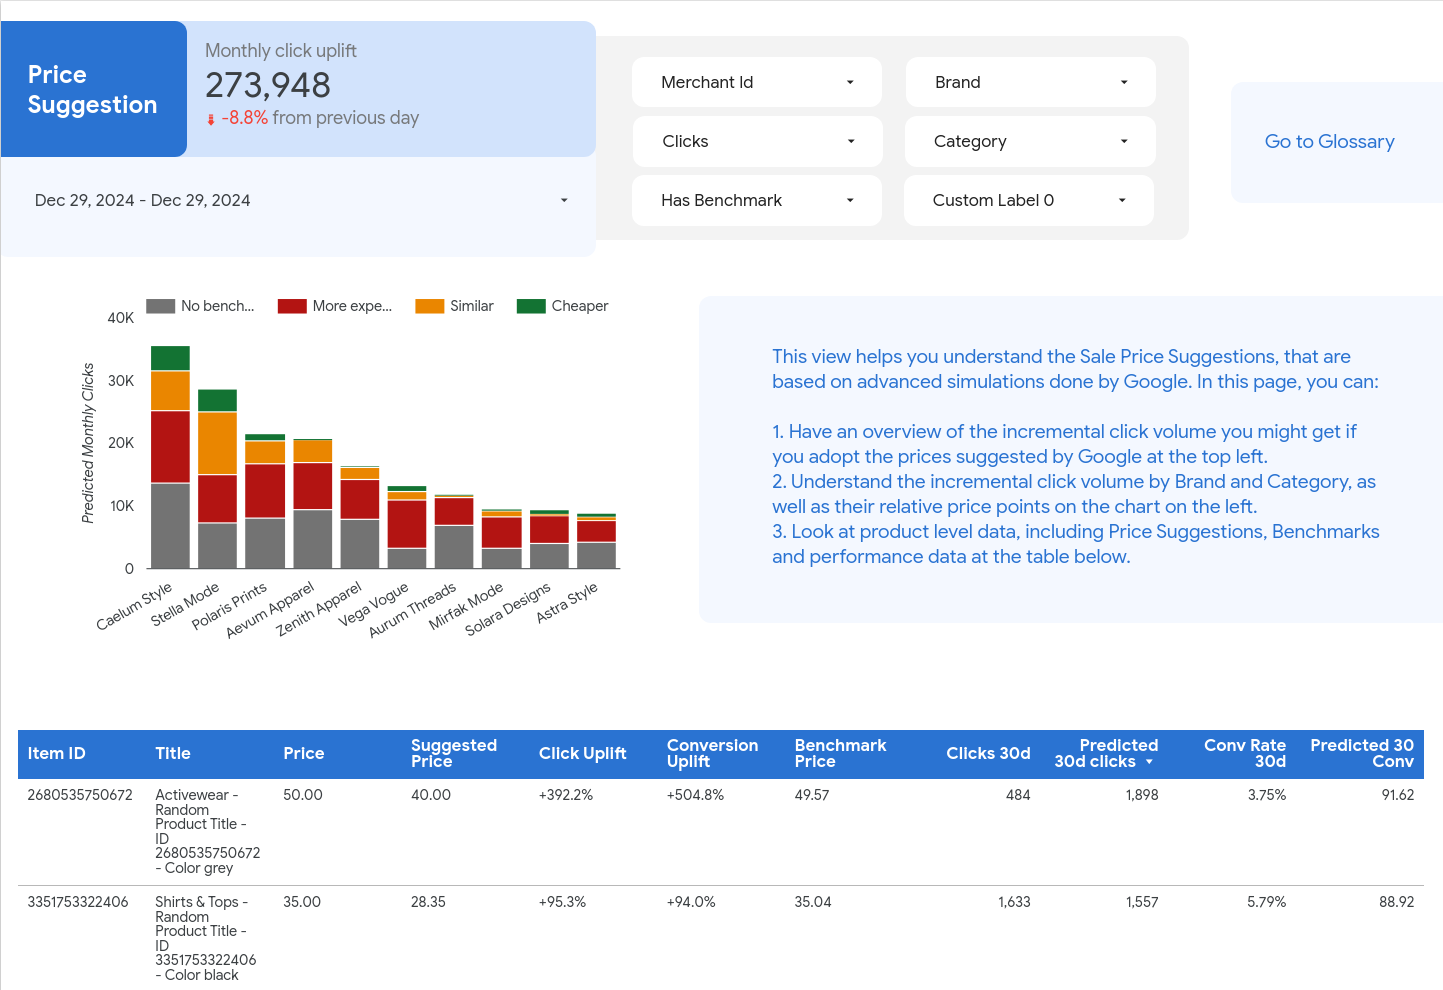 Price
Suggestion
Monthly click uplift
273,948
-8.8% from previous day
Dec 29, 2024 - Dec 29, 2024
Merchant Id
Brand
Clicks
Category
Has Benchmark
Custom Label 0
Go to Glossary
No bench...
More expe...
Similar
Cheaper
Predicted Monthly Clicks
40K
30K
20K
10K
0
Caelum Style
Stella Mode
Polaris Prints
Aevum Apparel
Zenith Apparel
Vega Vogue
Aurum Threads
Mirfak Mode
Solara Designs
Astra Style
This view helps you understand the Sale Price Suggestions, that are
based on advanced simulations done by Google. In this page, you can:
1. Have an overview of the incremental click volume you might get if
you adopt the prices suggested by Google at the top left.
2. Understand the incremental click volume by Brand and Category, as
well as their relative price points on the chart on the left.
3. Look at product level data, including Price Suggestions, Benchmarks
and performance data at the table below.
Item ID
Title
Price
Suggested
Price
Click Uplift
Conversion
Uplift
Benchmark
Price
Clicks 30d
Predicted
30d clicks
Conv Rate
30d
Predicted 30
Conv
2680535750672
Activewear -
Random
Product Title -
ID
2680535750672
- Color grey
50.00
40.00
+392.2%
+504.8%
49.57
484
1,898
3.75%
91.62
3351753322406
Shirts & Tops -
Random
Product Title -
ID
3351753322406
- Color black
35.00
28.35
+95.3%
+94.0%
35.04
1,633
1,557
5.79%
88.92